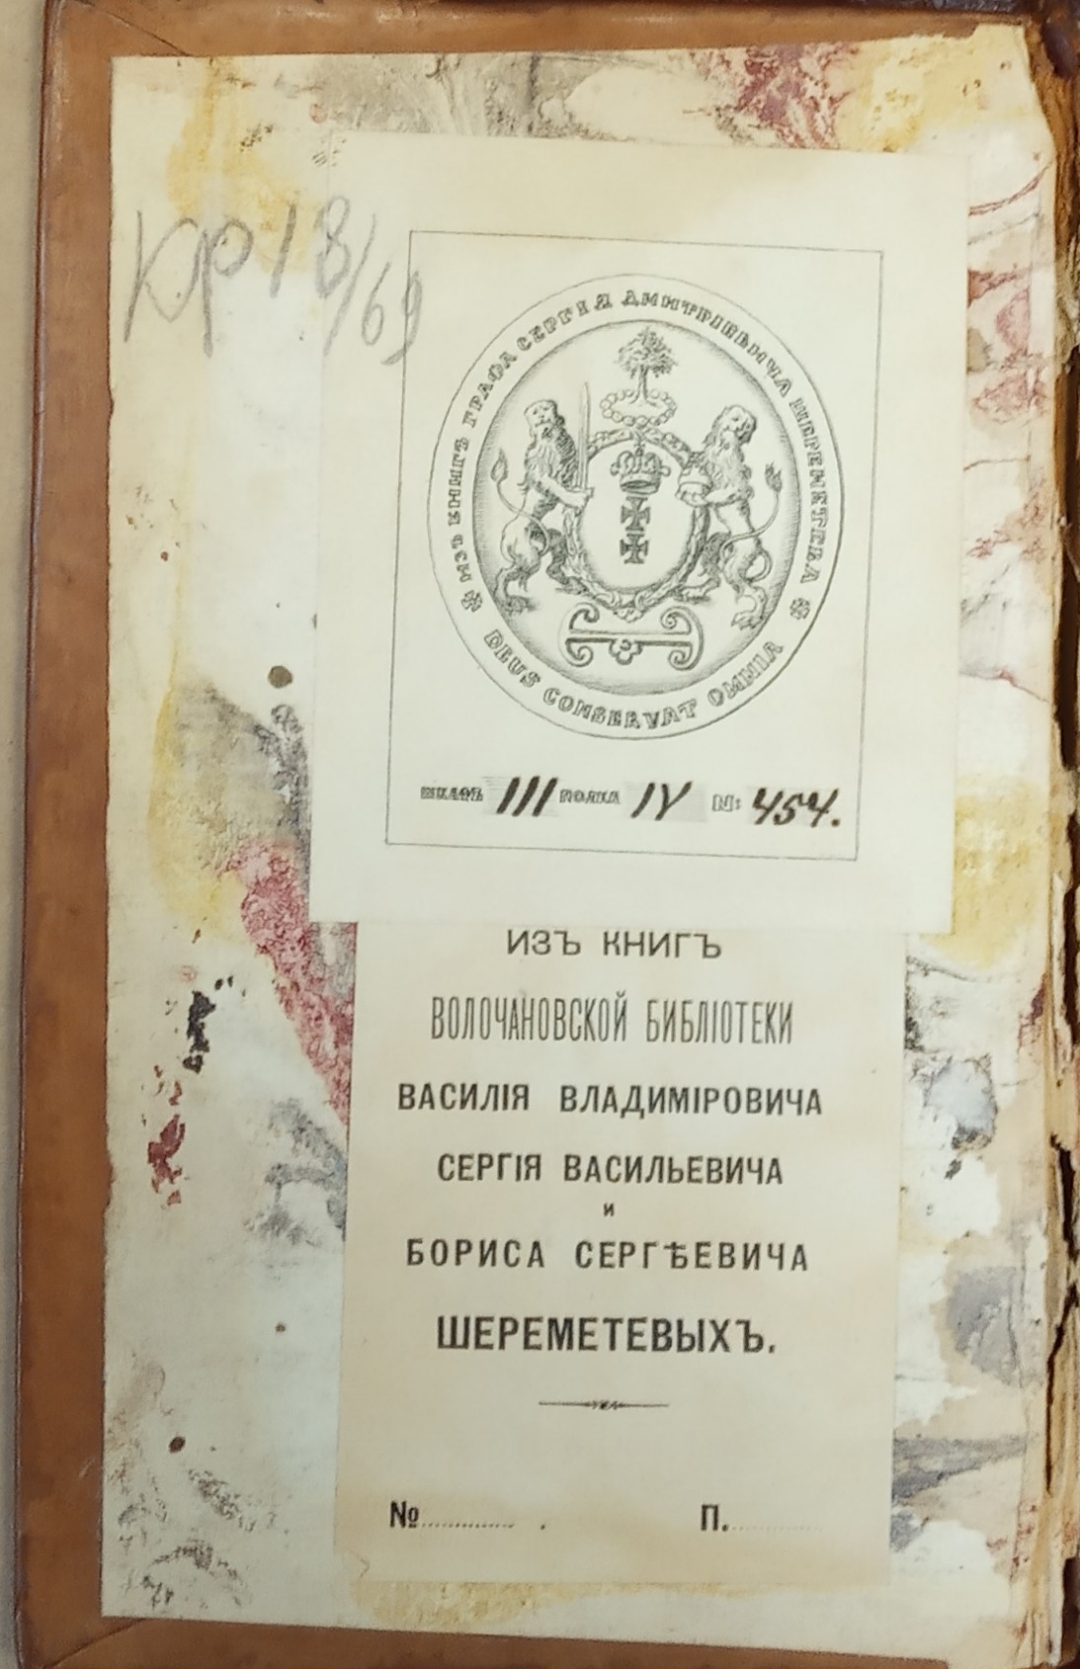 КР 18/69
ИЗЪ КНИГЪ ГРАФА СЕРГІЯ ДМИТРІЕВИЧА ШЕРЕМЕТЕВА
DEUS CONSERVAT OMNIA
ШКАФЪ III ПОЛКА IV №: 454.
ИЗЪ КНИГЪ
ВОЛОЧАНОВСКОЙ БИБЛІОТЕКИ
ВАСИЛІЯ ВЛАДИМІРОВИЧА
СЕРГІЯ ВАСИЛЬЕВИЧА
И
БОРИСА СЕРГѢЕВИЧА
ШЕРЕМЕТЕВЫХЪ.
№ .............. . П. ..............